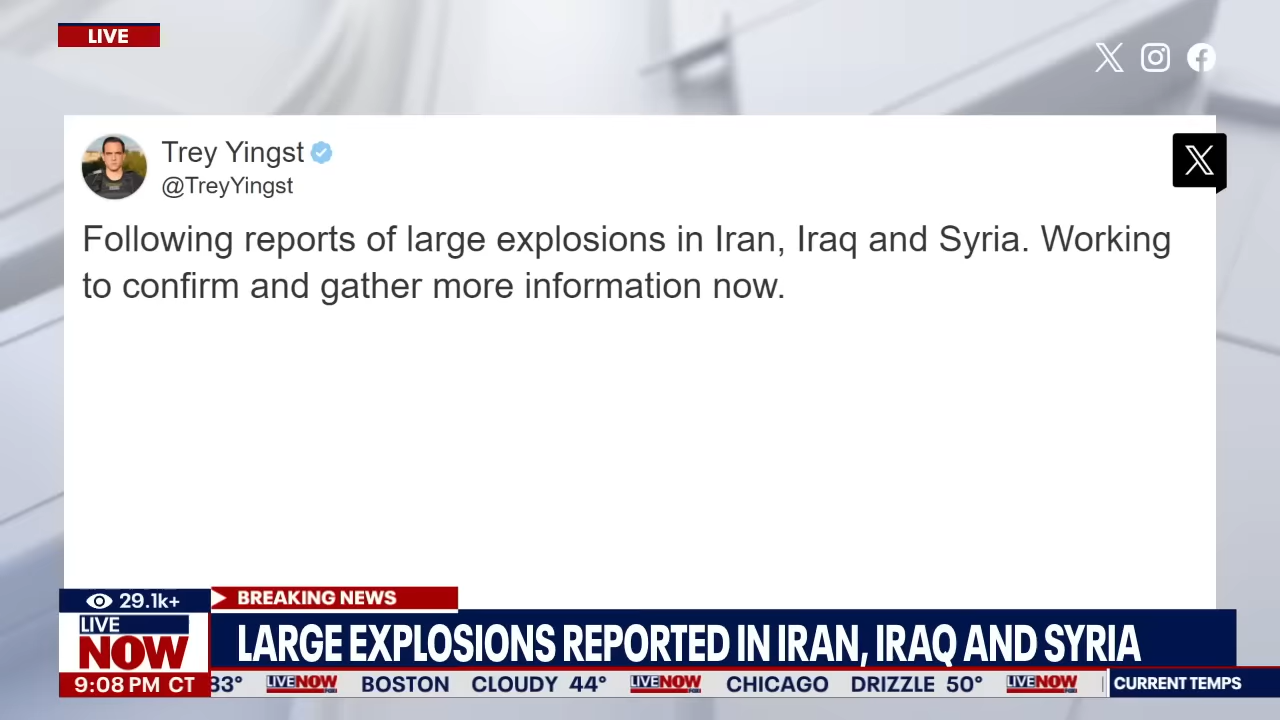 LIVE
Trey Yingst
@TreyYingst
Following reports of large explosions in Iran, Iraq and Syria. Working
to confirm and gather more information now.
29.1k+
BREAKING NEWS
LIVE
NOW
LARGE EXPLOSIONS REPORTED IN IRAN, IRAQ AND SYRIA
9:08 PM CT
83° LIVENOW BOSTON CLOUDY 44° LIVENOW CHICAGO DRIZZLE 50° LIVENOW CURRENT TEMPS